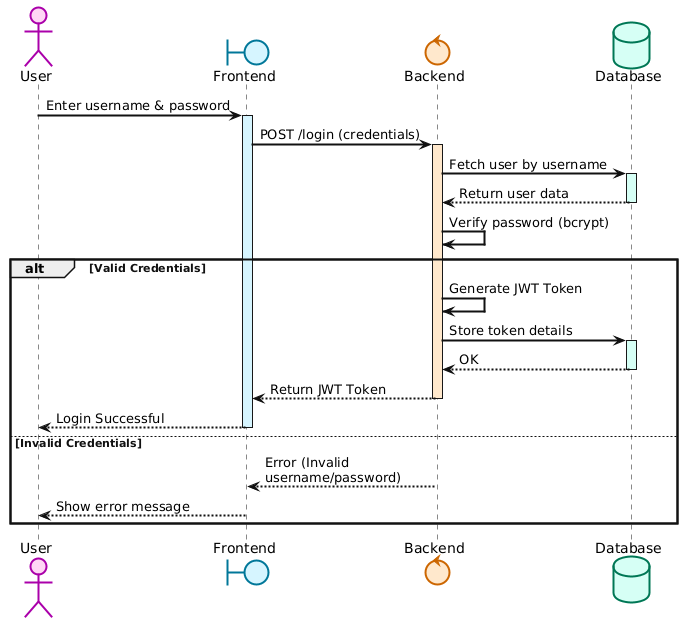 User
Frontend
Backend
Database
Enter username & password
POST /login (credentials)
Fetch user by username
Return user data
Verify password (bcrypt)
alt
[Valid Credentials]
Generate JWT Token
Store token details
OK
Return JWT Token
Login Successful
[Invalid Credentials]
Error (Invalid
username/password)
Show error message
User
Frontend
Backend
Database